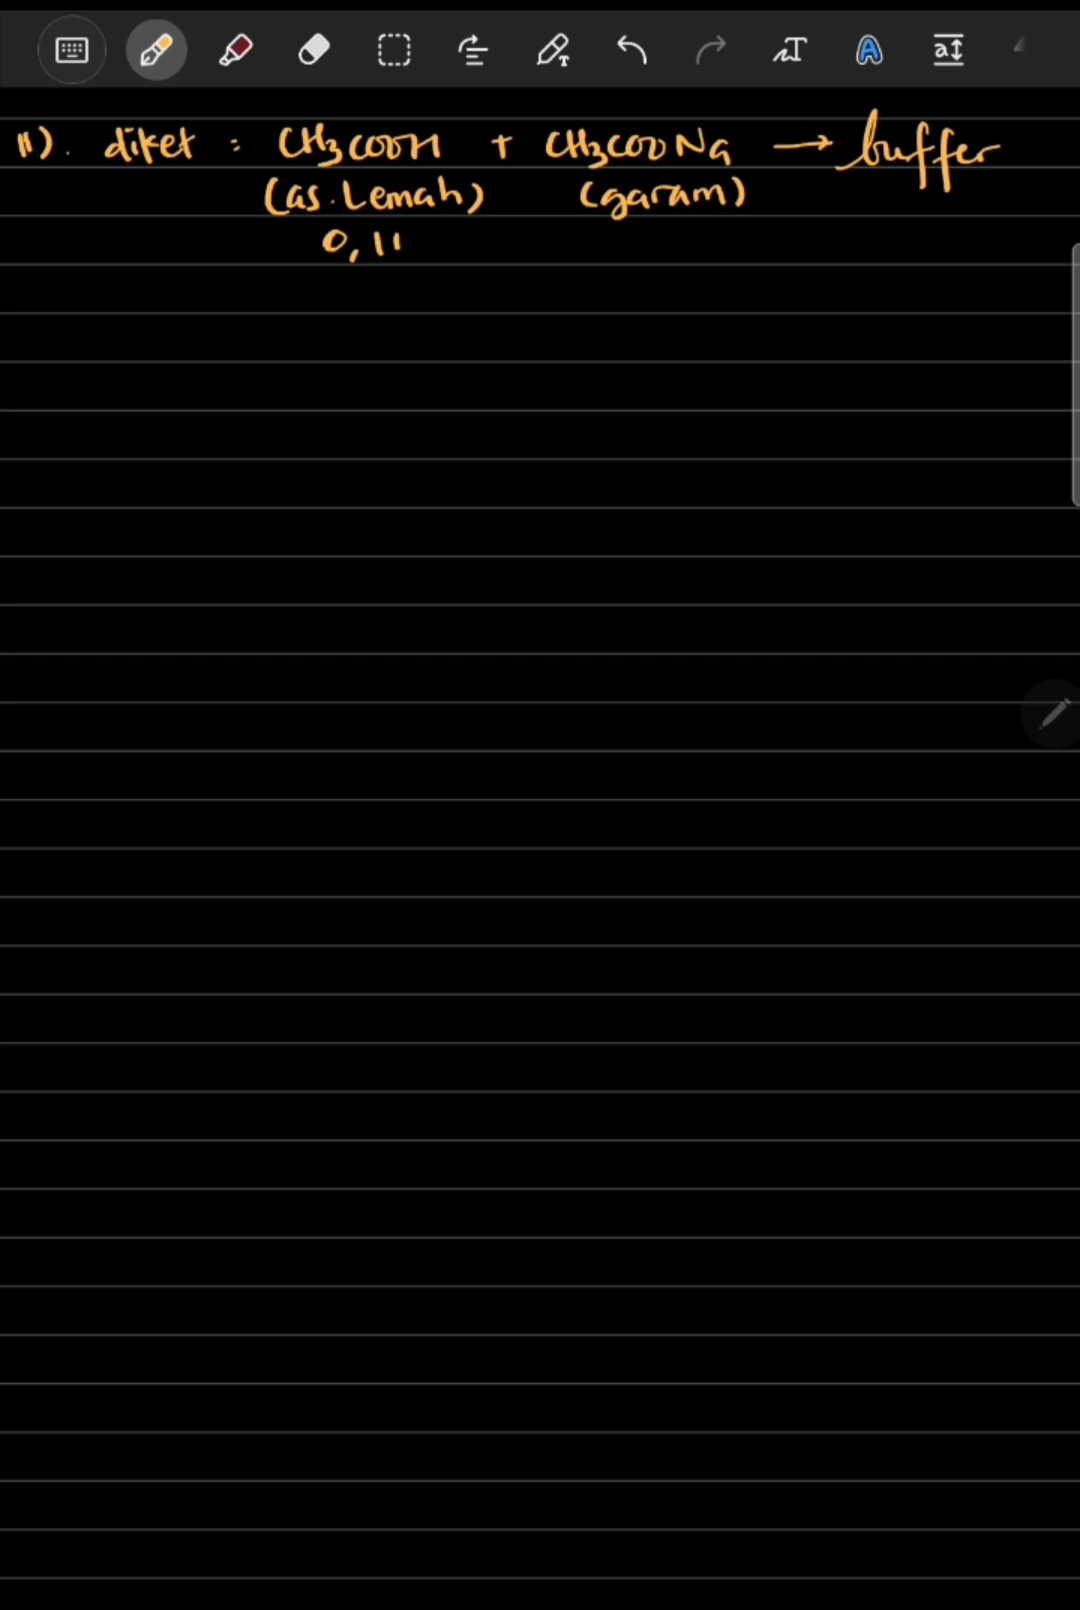 11). diket : CH3COOH + CH3COONa → buffer
(as. Lemah) (garam)
0,11